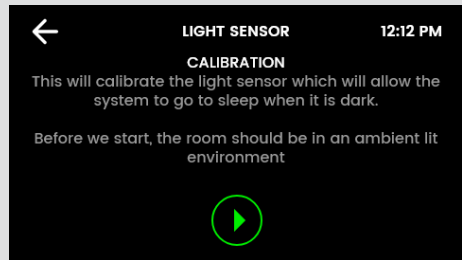 LIGHT SENSOR 12:12 PM
CALIBRATION
This will calibrate the light sensor which will allow the
system to go to sleep when it is dark.
Before we start, the room should be in an ambient lit
environment